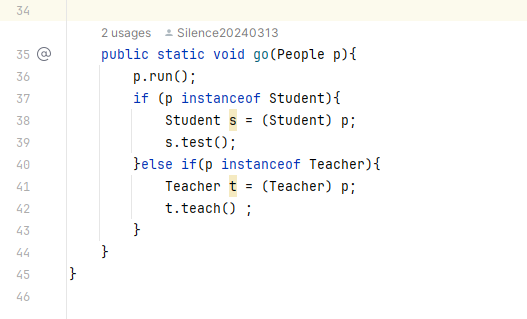 34
2 usages Silence20240313
35 @ public static void go(People p){
36 p.run();
37 if (p instanceof Student){
38 Student s = (Student) p;
39 s.test();
40 }else if(p instanceof Teacher){
41 Teacher t = (Teacher) p;
42 t.teach() ;
43 }
44 }
45 }
46